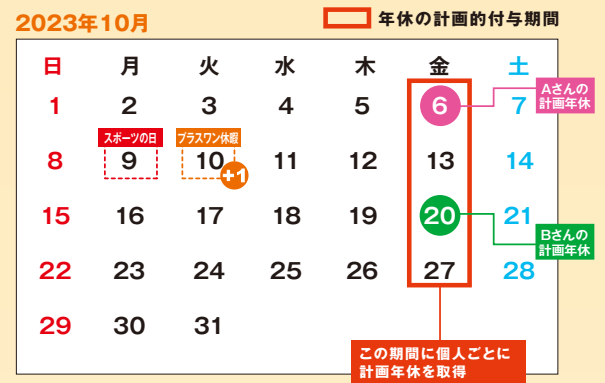 2023年10月
年休の計画的付与期間
日 月 火 水 木 金 土
1 2 3 4 5 6 7
Aさんの
計画年休
スポーツの日 プラスワン休暇
8 9 10 11 12 13 14
+1
15 16 17 18 19 20 21
Bさんの
計画年休
22 23 24 25 26 27 28
29 30 31
この期間に個人ごとに
計画年休を取得